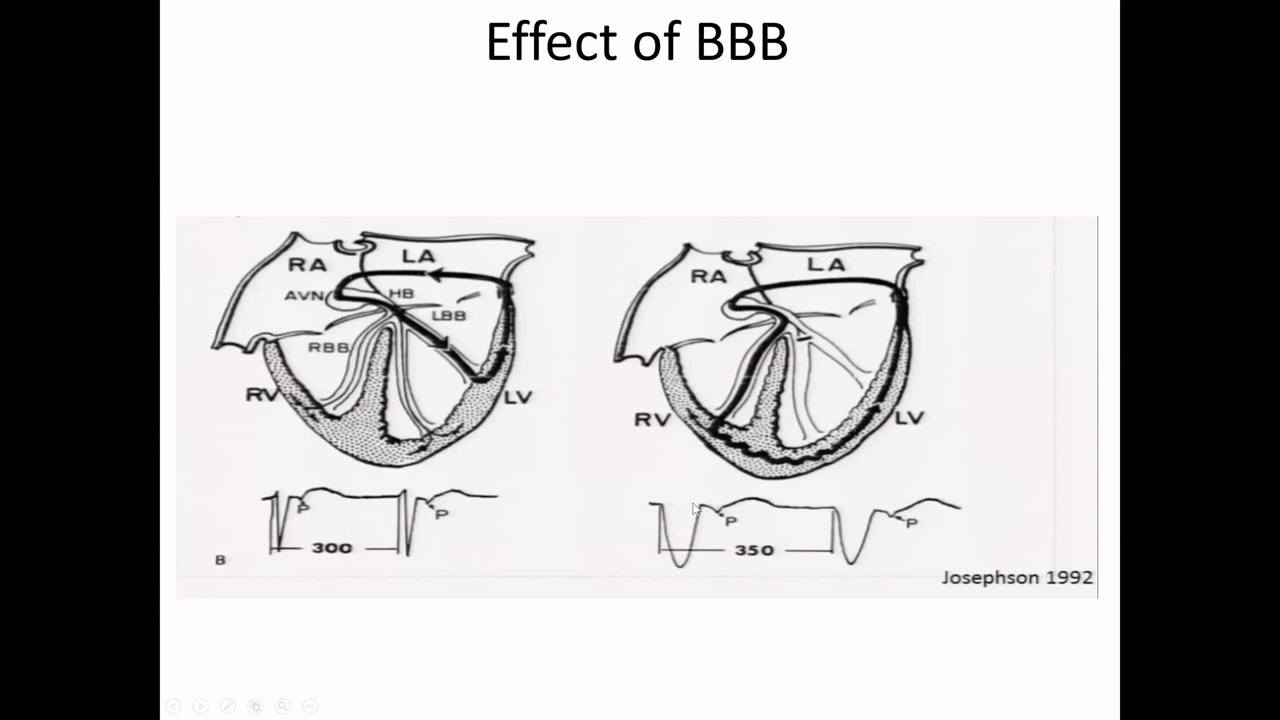 Effect of BBB
RA
LA
AVN
HB
LBB
RBB
RV
LV
P
P
300
B
RA
LA
RV
LV
P
P
350
Josephson 1992